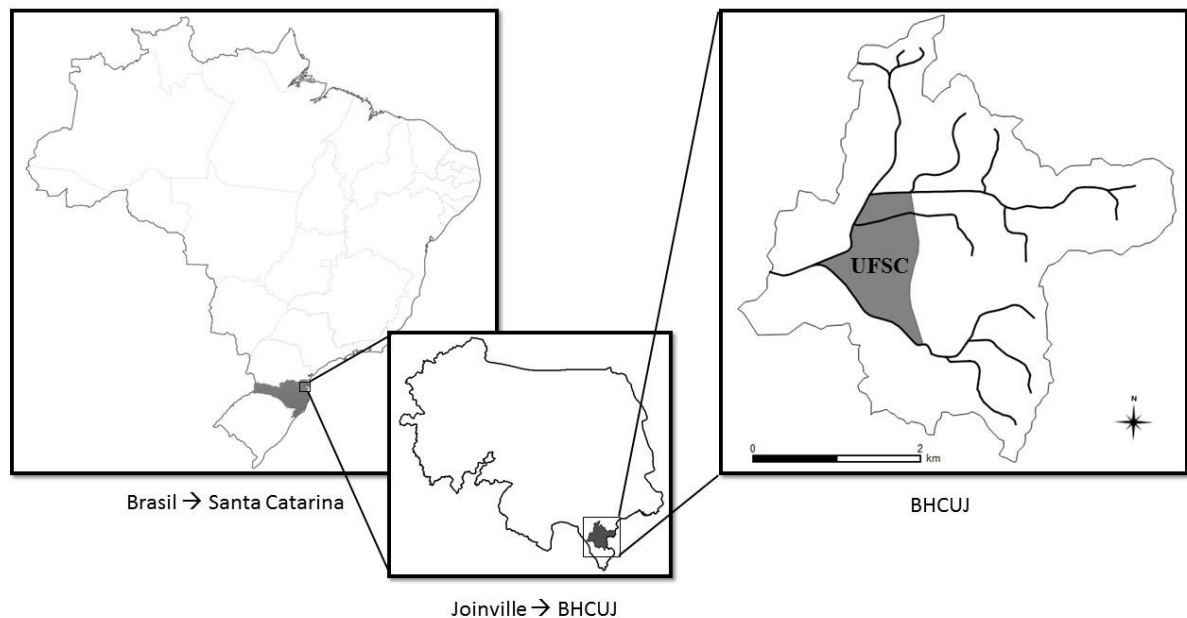 UFSC
N
0 2
km
Brasil → Santa Catarina
BHCUJ
Joinville → BHCUJ